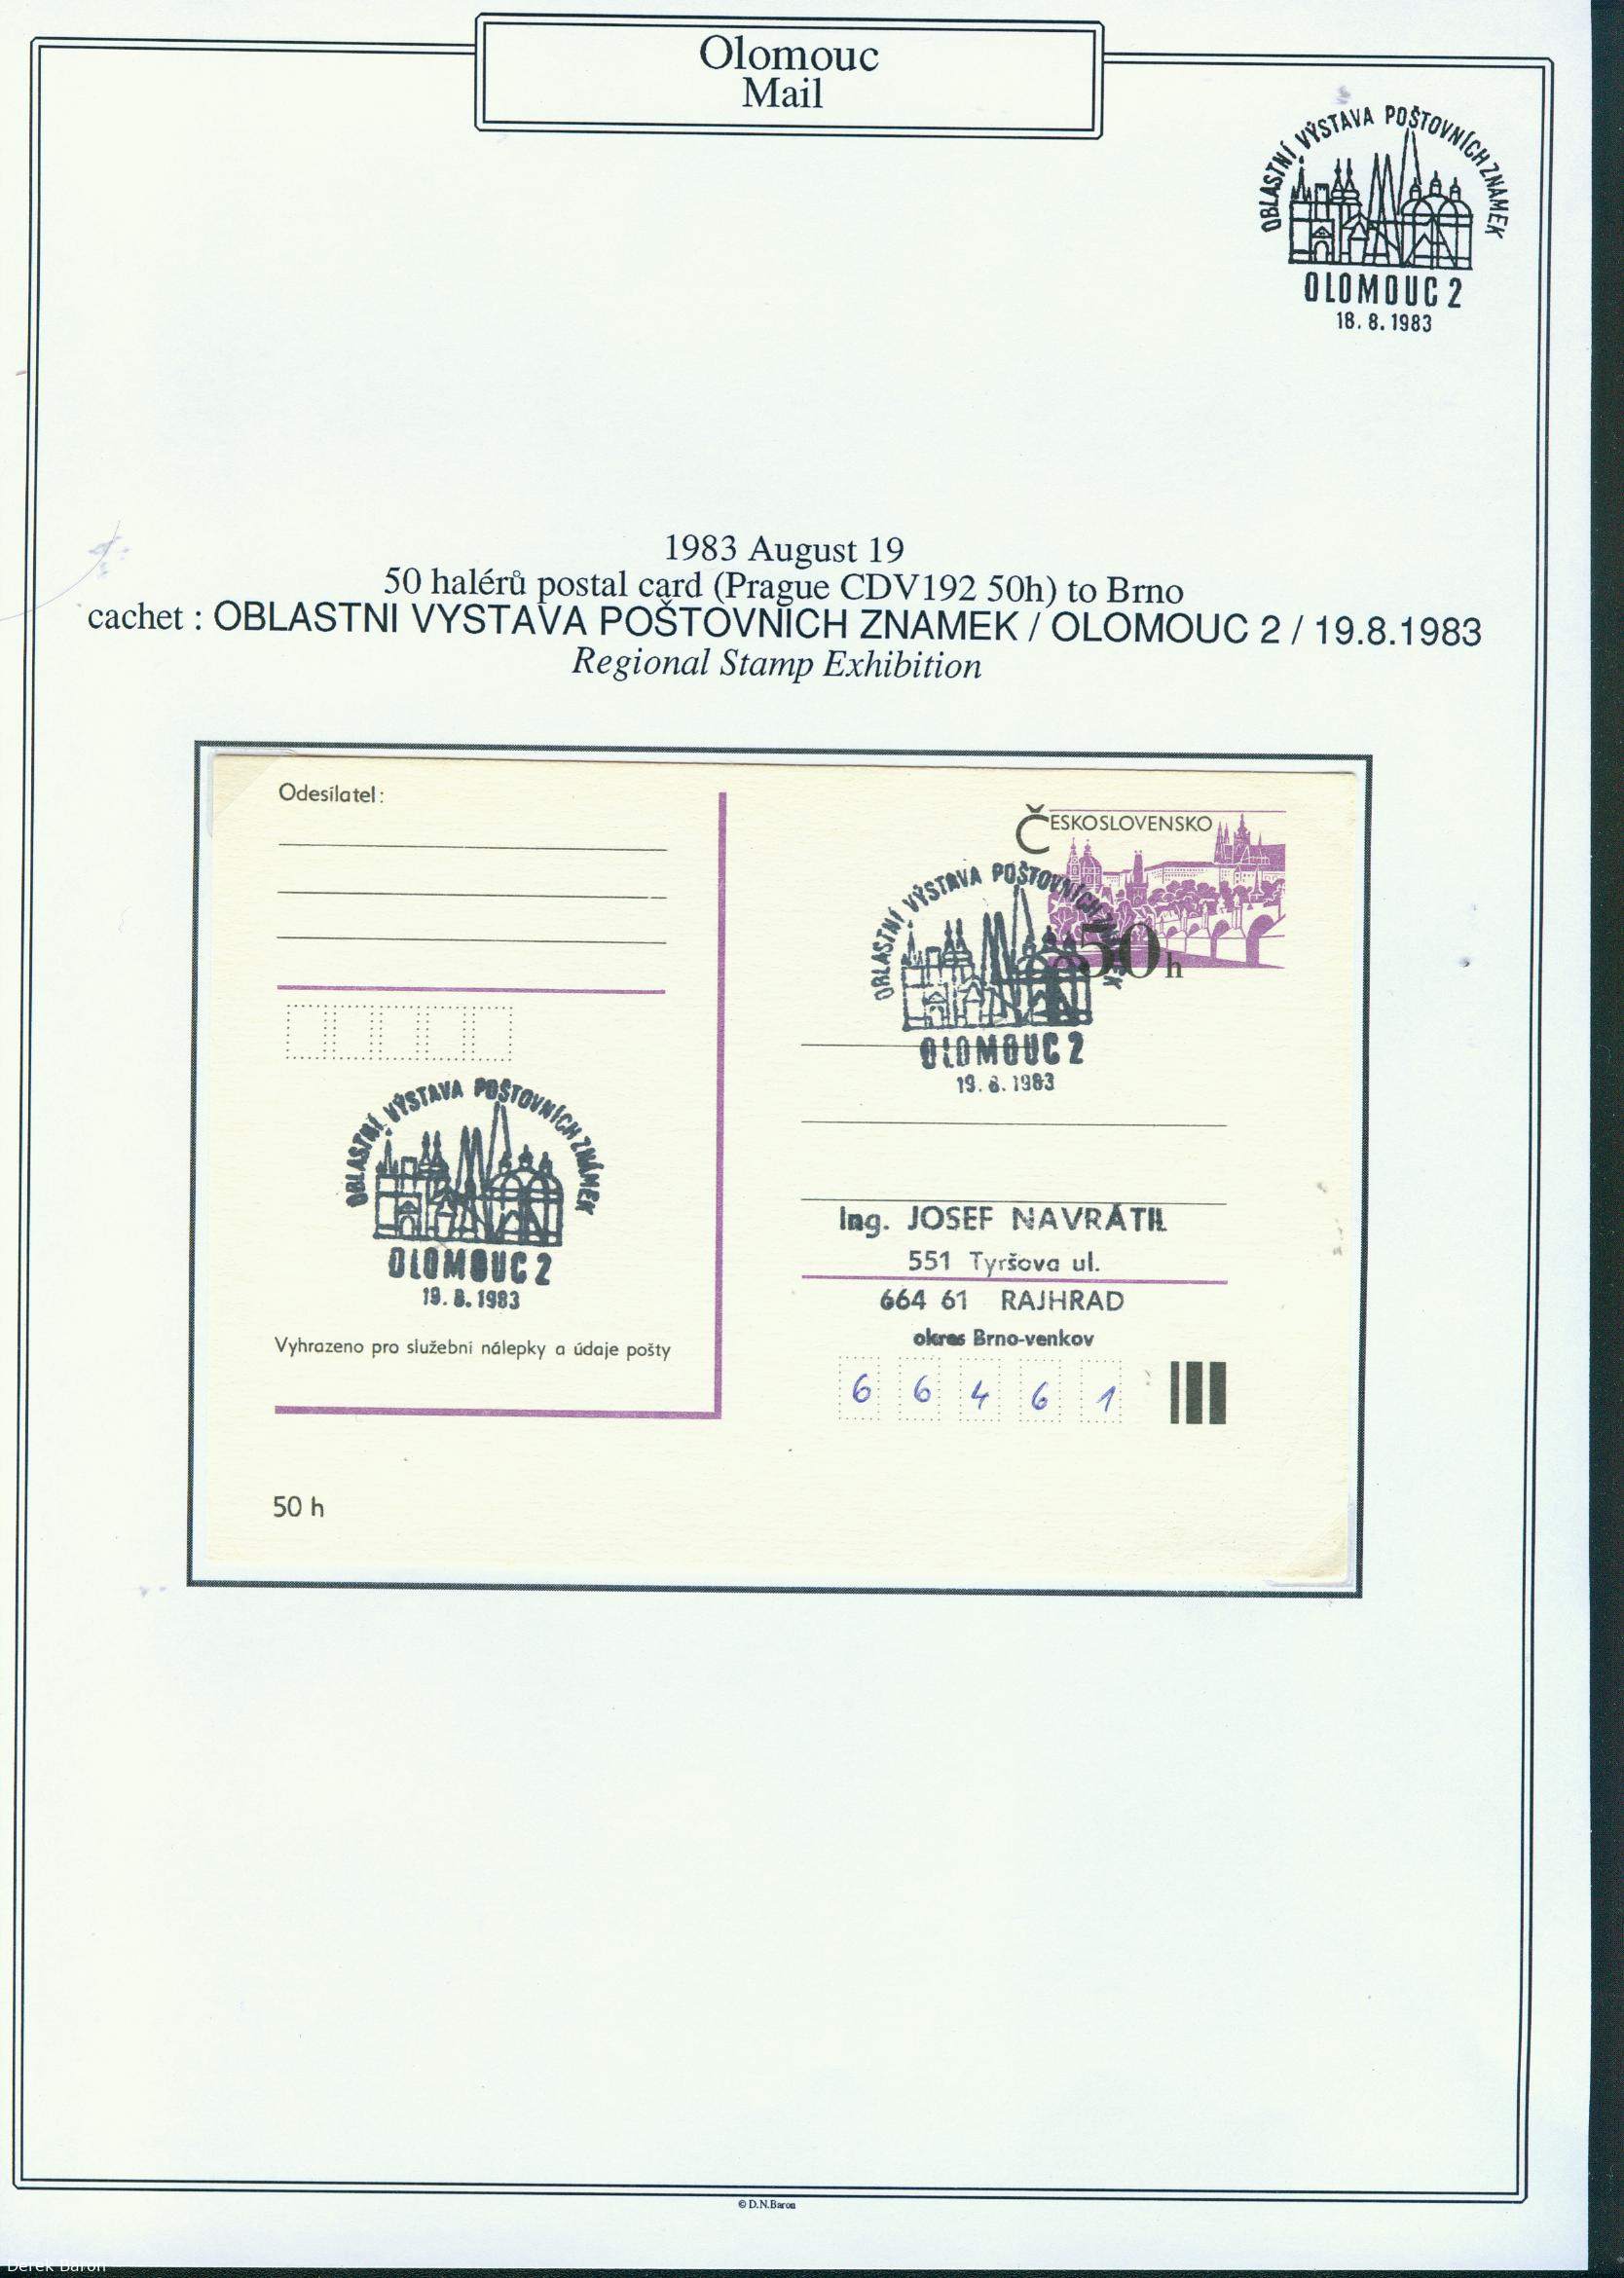 Olomouc
Mail
OBLASTNÍ VÝSTAVA POŠTOVNÍCH ZNÁMEK
OLOMOUC 2
18. 8. 1983
1983 August 19
50 halérů postal card (Prague CDV192 50h) to Brno
cachet : OBLASTNI VYSTAVA POŠTOVNÍCH ZNAMEK / OLOMOUC 2 / 19.8.1983
Regional Stamp Exhibition
Odesílatel:
ČESKOSLOVENSKO
50h
OBLASTNÍ VÝSTAVA POŠTOVNÍCH ZNÁMEK
OLOMOUC 2
19. 8. 1983
OBLASTNÍ VÝSTAVA POŠTOVNÍCH ZNÁMEK
OLOMOUC 2
19. 8. 1983
Vyhrazeno pro služební nálepky a údaje pošty
Ing. JOSEF NAVRÁTIL
551 Tyršova ul.
664 61 RAJHRAD
okres Brno-venkov
6 6 4 6 1
50 h
© D.N.Baron
Derek Baron